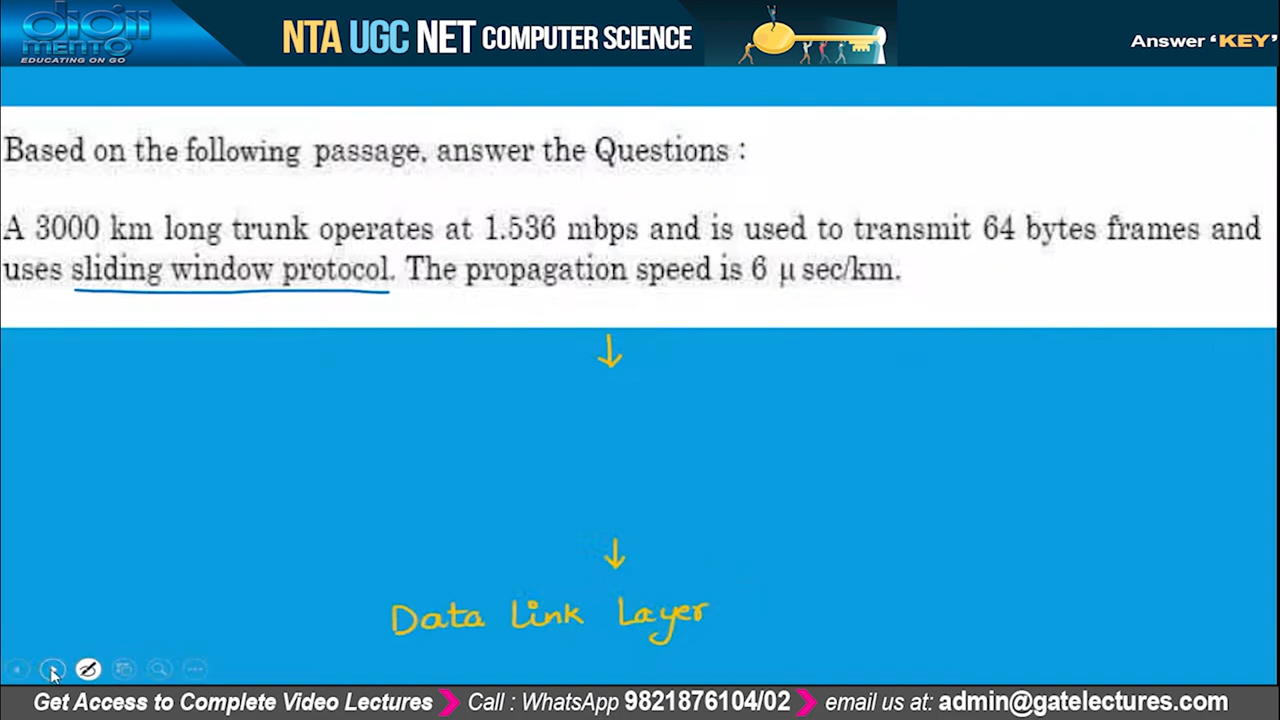 didii
MENTO
EDUCATING ON GO
NTA UGC NET COMPUTER SCIENCE
Answer ‘KEY’
Based on the following passage, answer the Questions :
A 3000 km long trunk operates at 1.536 mbps and is used to transmit 64 bytes frames and
uses sliding window protocol. The propagation speed is 6 μ sec/km.
↓
↓
Data Link Layer
Get Access to Complete Video Lectures Call : WhatsApp 9821876104/02 email us at: admin@gatelectures.com